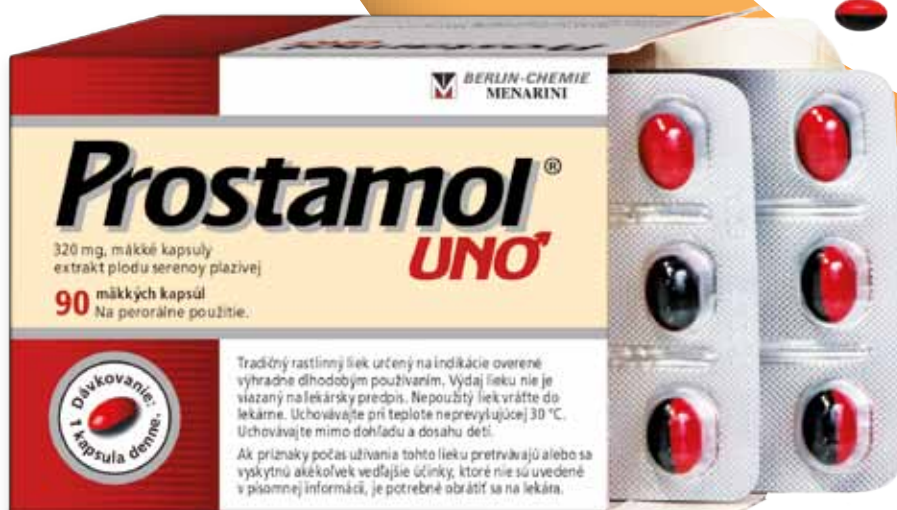 BERLIN-CHEMIE
MENARINI
Prostamol®
UNO
320 mg, mäkké kapsuly
extrakt plodu serenoy plazivej
90 mäkkých kapsúl
Na perorálne použitie.
Dávkovanie:
1 kapsula denne.
Tradičný rastlinný liek určený na indikácie overené
výhradne dlhodobým používaním. Výdaj lieku nie je
viazaný na lekársky predpis. Nepoužitý liek vráťte do
lekárne. Uchovávajte pri teplote neprevyšujúcej 30 °C.
Uchovávajte mimo dohľadu a dosahu detí.
Ak príznaky počas užívania tohto lieku pretrvávajú alebo sa
vyskytnú akékoľvek vedľajšie účinky, ktoré nie sú uvedené
v písomnej informácii, je potrebné obrátiť sa na lekára.